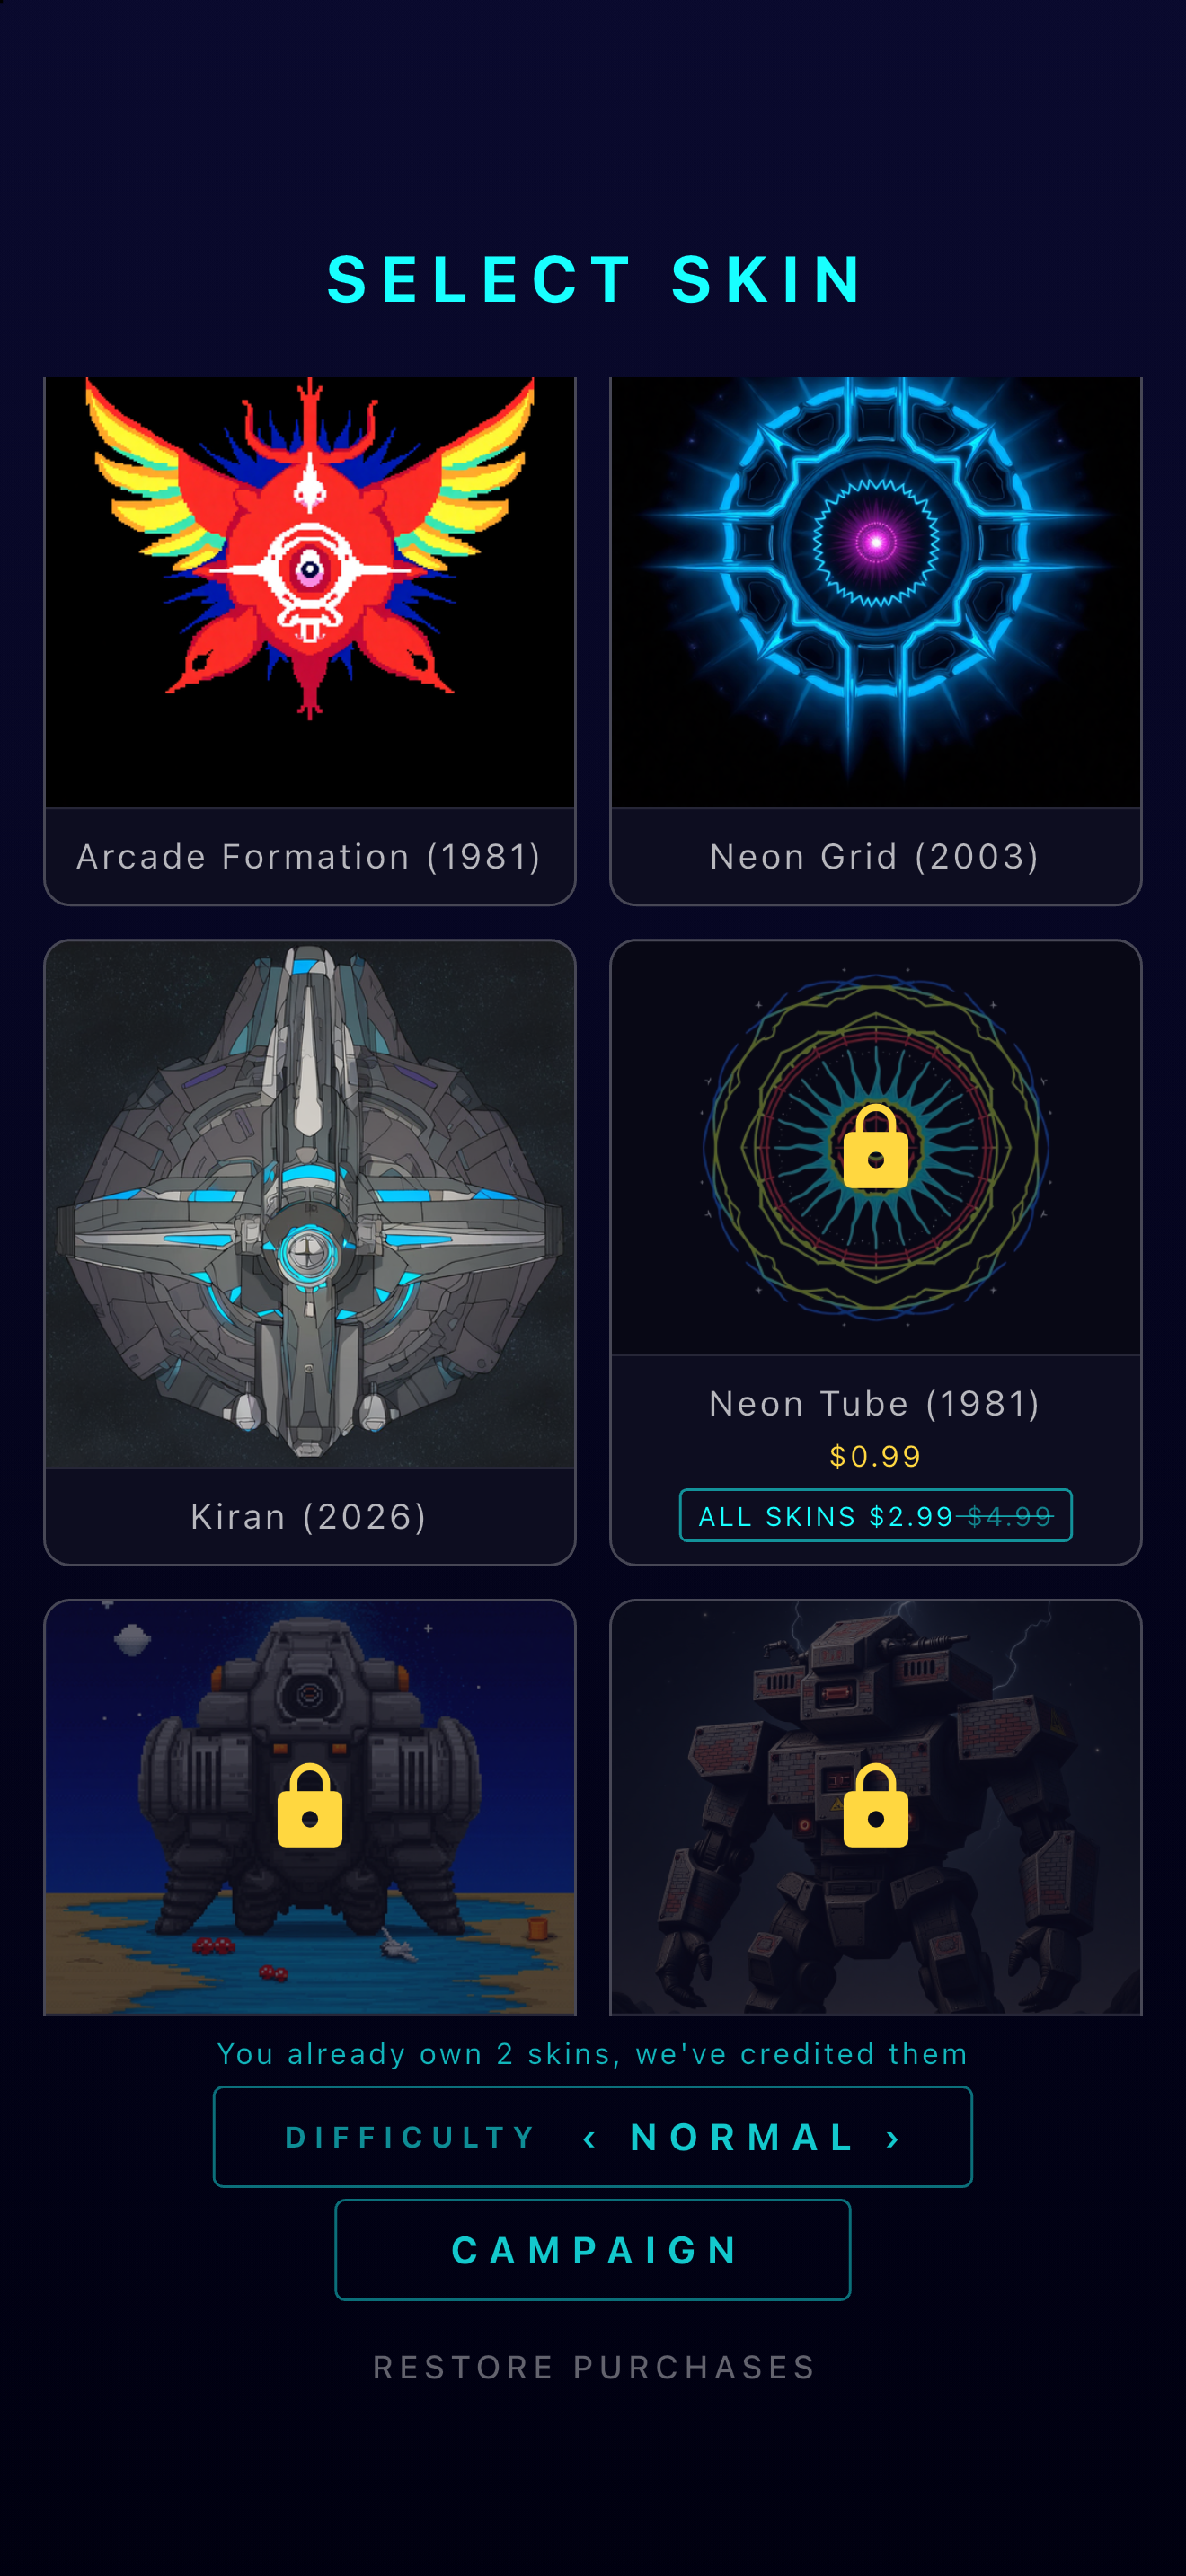 SELECT SKIN
Arcade Formation (1981)
Neon Grid (2003)
Kiran (2026)
Neon Tube (1981)
$0.99
ALL SKINS $2.99 $4.99
You already own 2 skins, we've credited them
DIFFICULTY ‹ NORMAL ›
CAMPAIGN
RESTORE PURCHASES